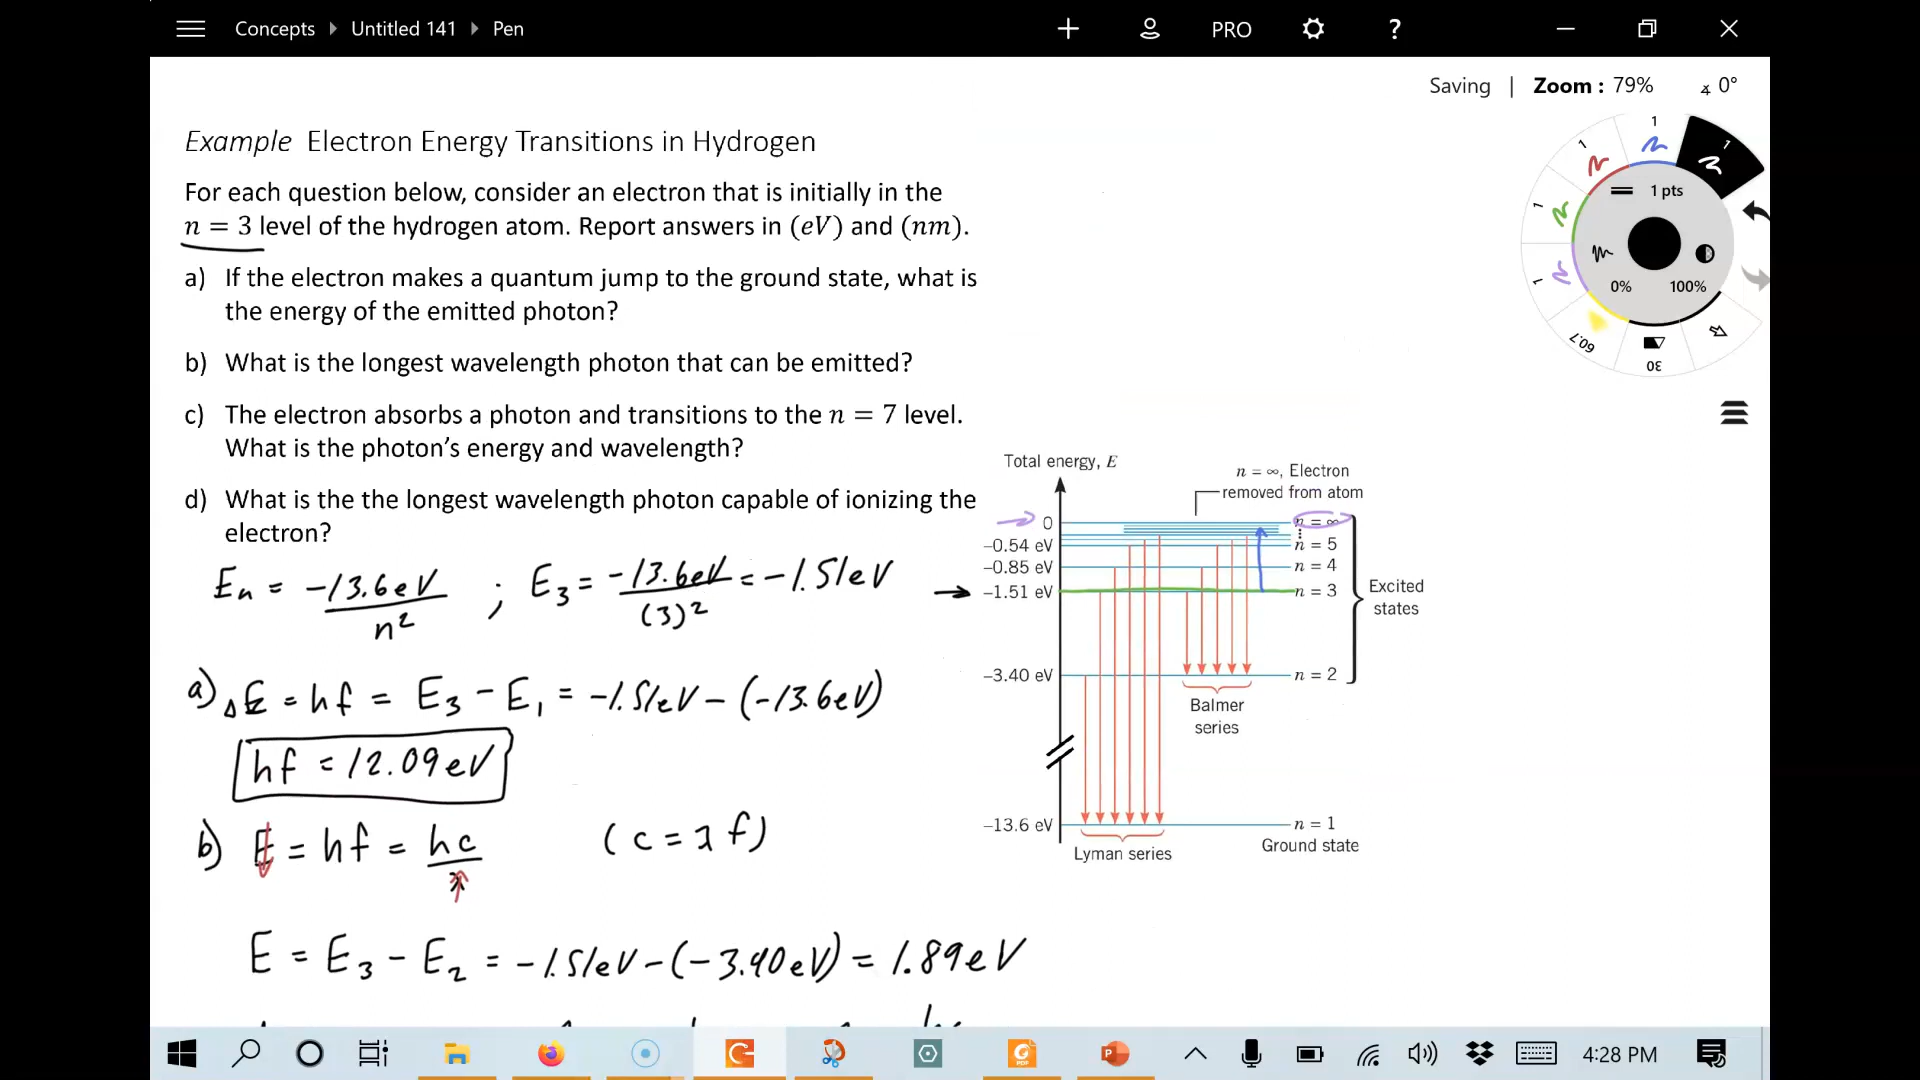 Concepts Untitled 141 Pen
PRO
?
Saving | Zoom : 79% 0°
Example Electron Energy Transitions in Hydrogen
For each question below, consider an electron that is initially in the
n = 3 level of the hydrogen atom. Report answers in (eV) and (nm).
a) If the electron makes a quantum jump to the ground state, what is
the energy of the emitted photon?
b) What is the longest wavelength photon that can be emitted?
c) The electron absorbs a photon and transitions to the n = 7 level.
What is the photon's energy and wavelength?
d) What is the the longest wavelength photon capable of ionizing the
electron?
En = -13.6eV / n² ; E3 = -13.6eV / (3)² = -1.51eV
a) ΔE = hf = E3 - E1 = -1.51eV - (-13.6eV)
hf = 12.09eV
b) E = hf = hc / λ (c = λf)
E = E3 - E2 = -1.51eV - (-3.40eV) = 1.89eV
1
1
1
1
1
1 pts
0%
100%
60.7
30
Total energy, E
n = ∞, Electron
removed from atom
0
n = ∞
-0.54 eV
n = 5
-0.85 eV
n = 4
-1.51 eV
n = 3
Excited
states
-3.40 eV
n = 2
Balmer
series
-13.6 eV
n = 1
Ground state
Lyman series
4:28 PM